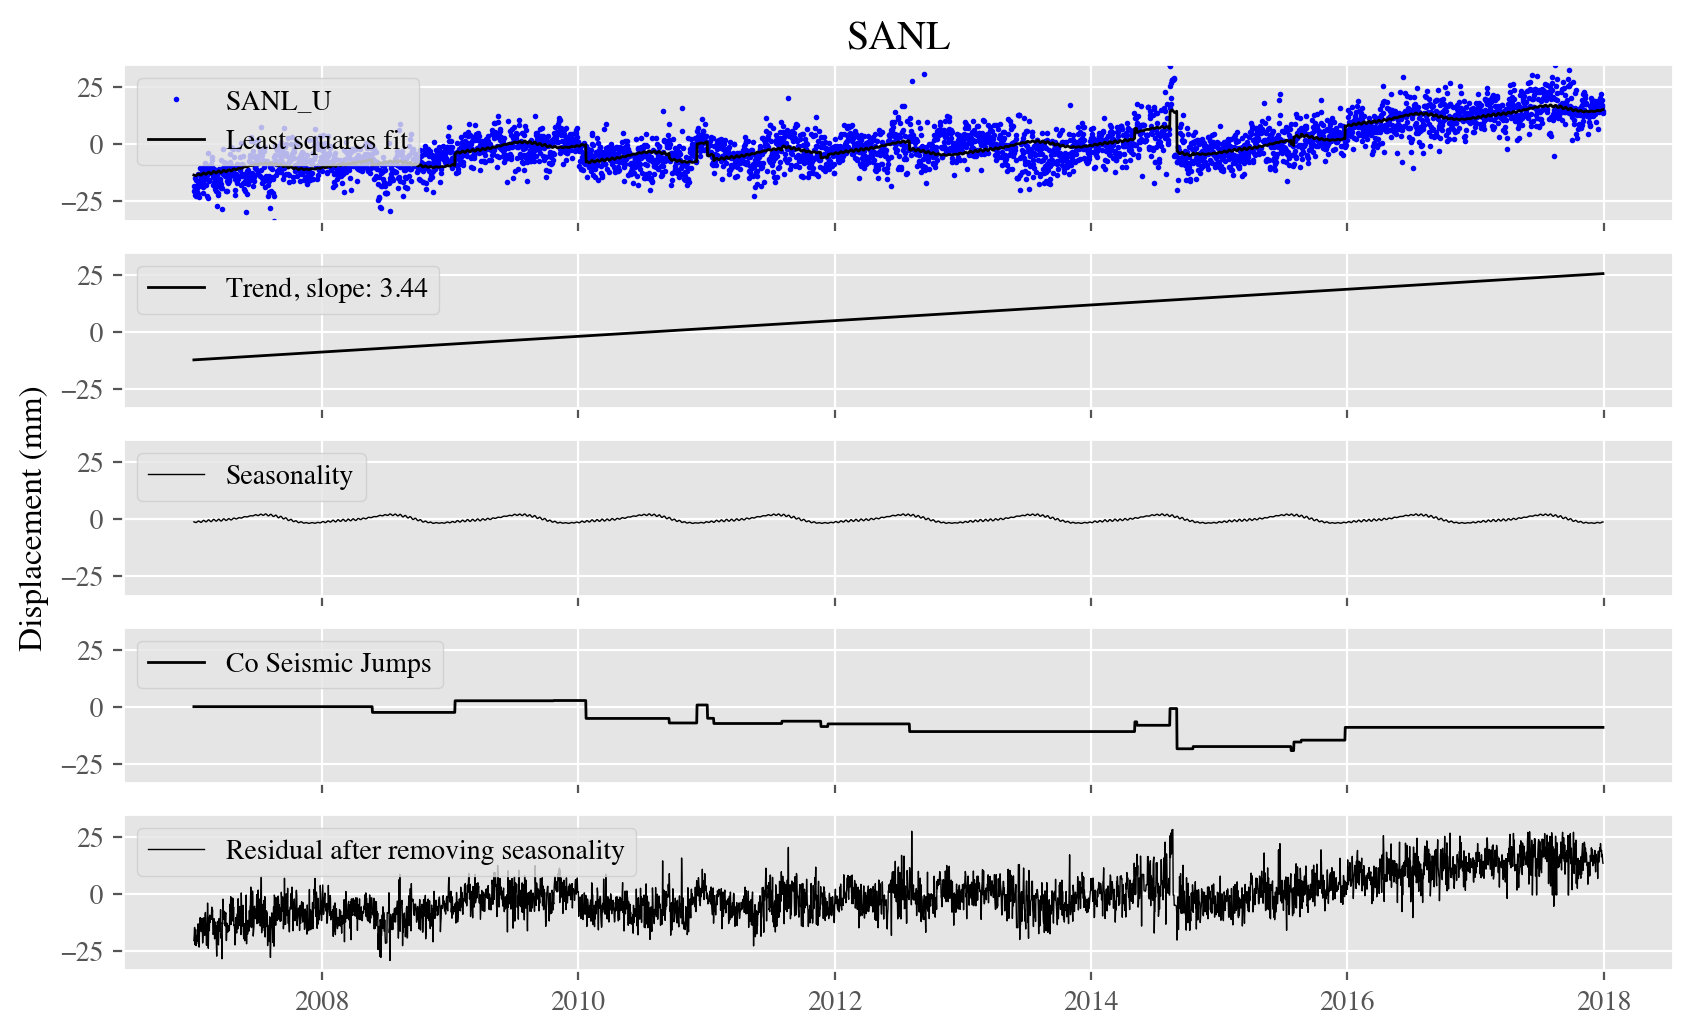 SANL
25
0
−25
SANL_U
Least squares fit
25
0
−25
Trend, slope: 3.44
Displacement (mm)
25
0
−25
Seasonality
25
0
−25
Co Seismic Jumps
25
0
−25
Residual after removing seasonality
2008 2010 2012 2014 2016 2018